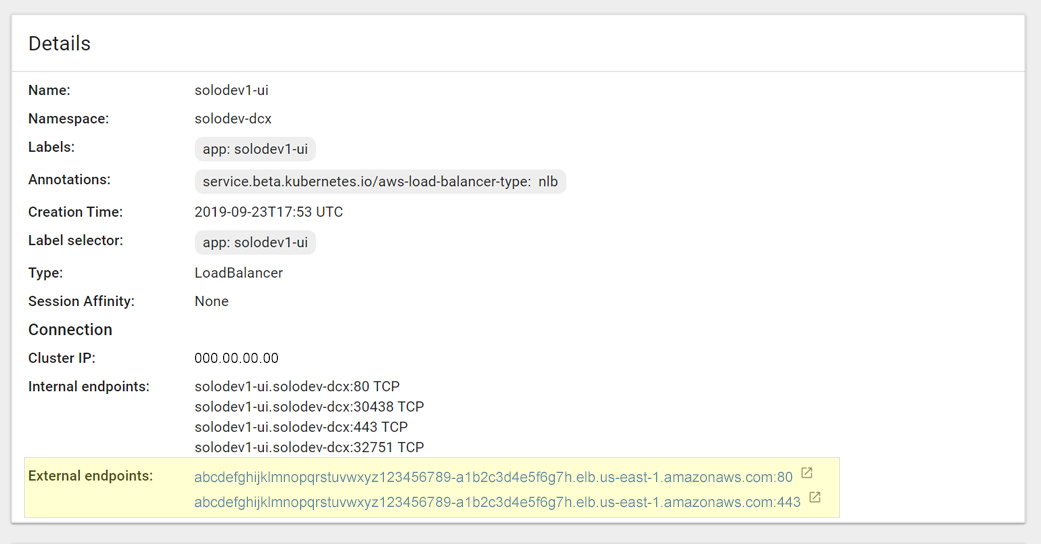 Details
Name: solodev1-ui
Namespace: solodev-dcx
Labels: app: solodev1-ui
Annotations: service.beta.kubernetes.io/aws-load-balancer-type: nlb
Creation Time: 2019-09-23T17:53 UTC
Label selector: app: solodev1-ui
Type: LoadBalancer
Session Affinity: None
Connection
Cluster IP: 000.00.00.00
Internal endpoints: solodev1-ui.solodev-dcx:80 TCP
solodev1-ui.solodev-dcx:30438 TCP
solodev1-ui.solodev-dcx:443 TCP
solodev1-ui.solodev-dcx:32751 TCP
External endpoints: abcdefghijklmnopqrstuvwxyz123456789-a1b2c3d4e5f6g7h.elb.us-east-1.amazonaws.com:80
abcdefghijklmnopqrstuvwxyz123456789-a1b2c3d4e5f6g7h.elb.us-east-1.amazonaws.com:443